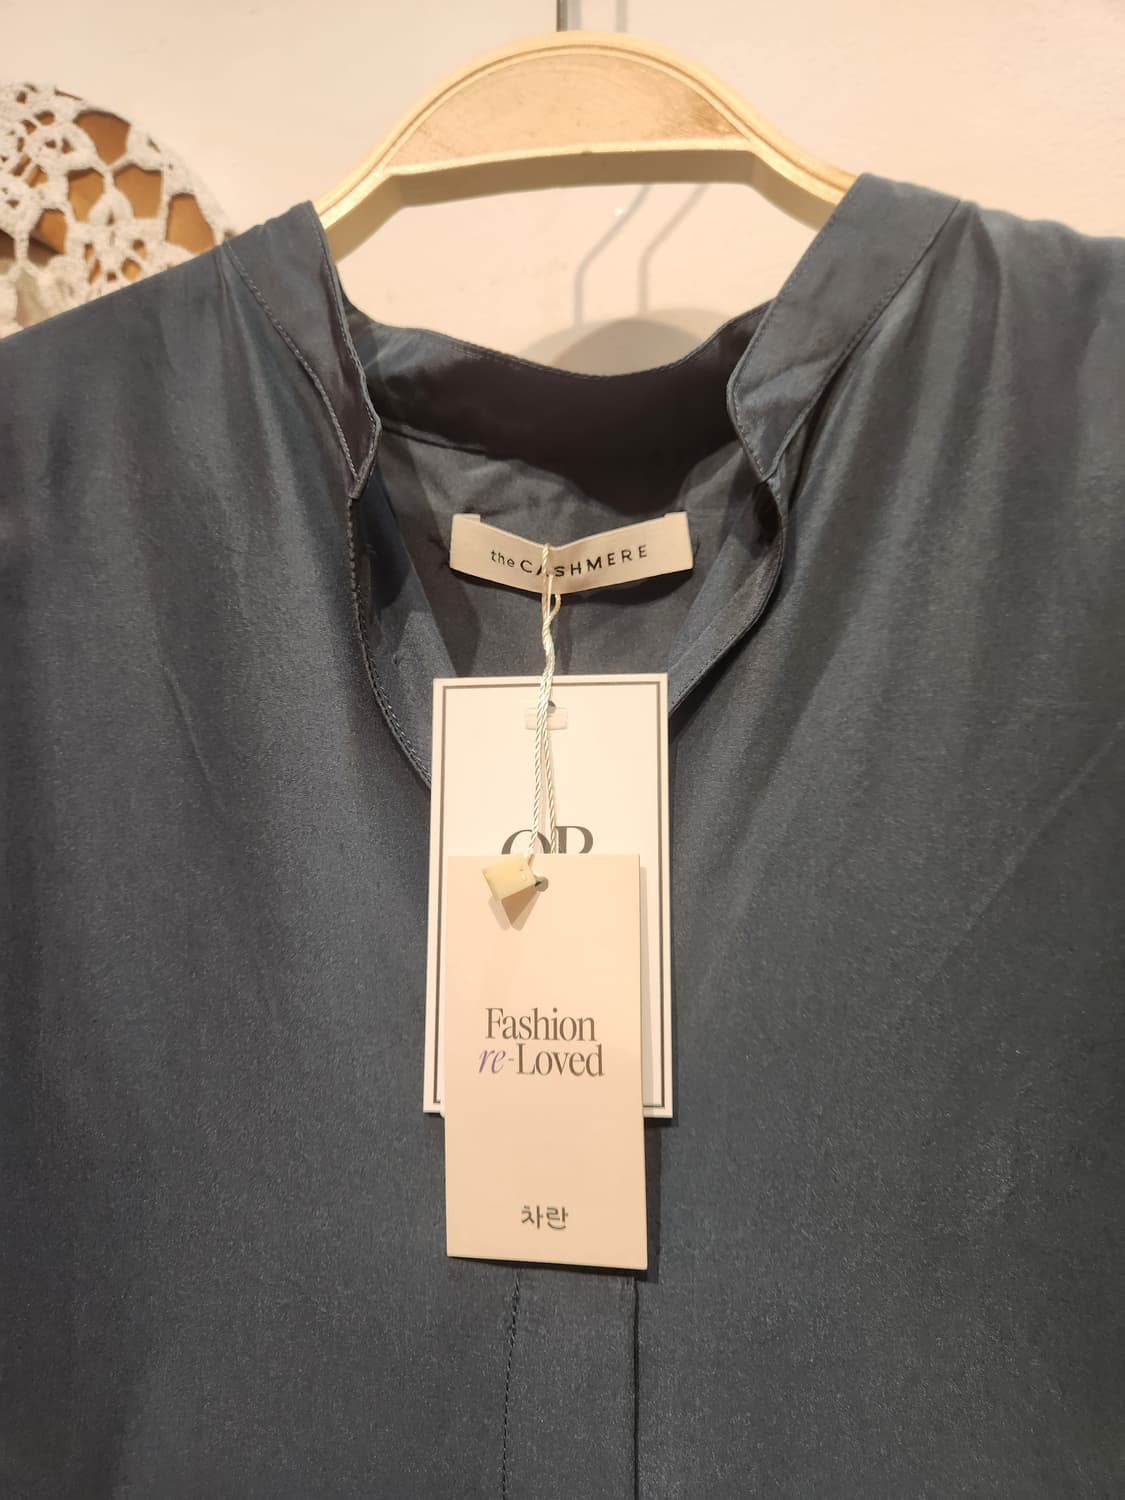 the CASHMERE
Fashion
re-Loved
차란